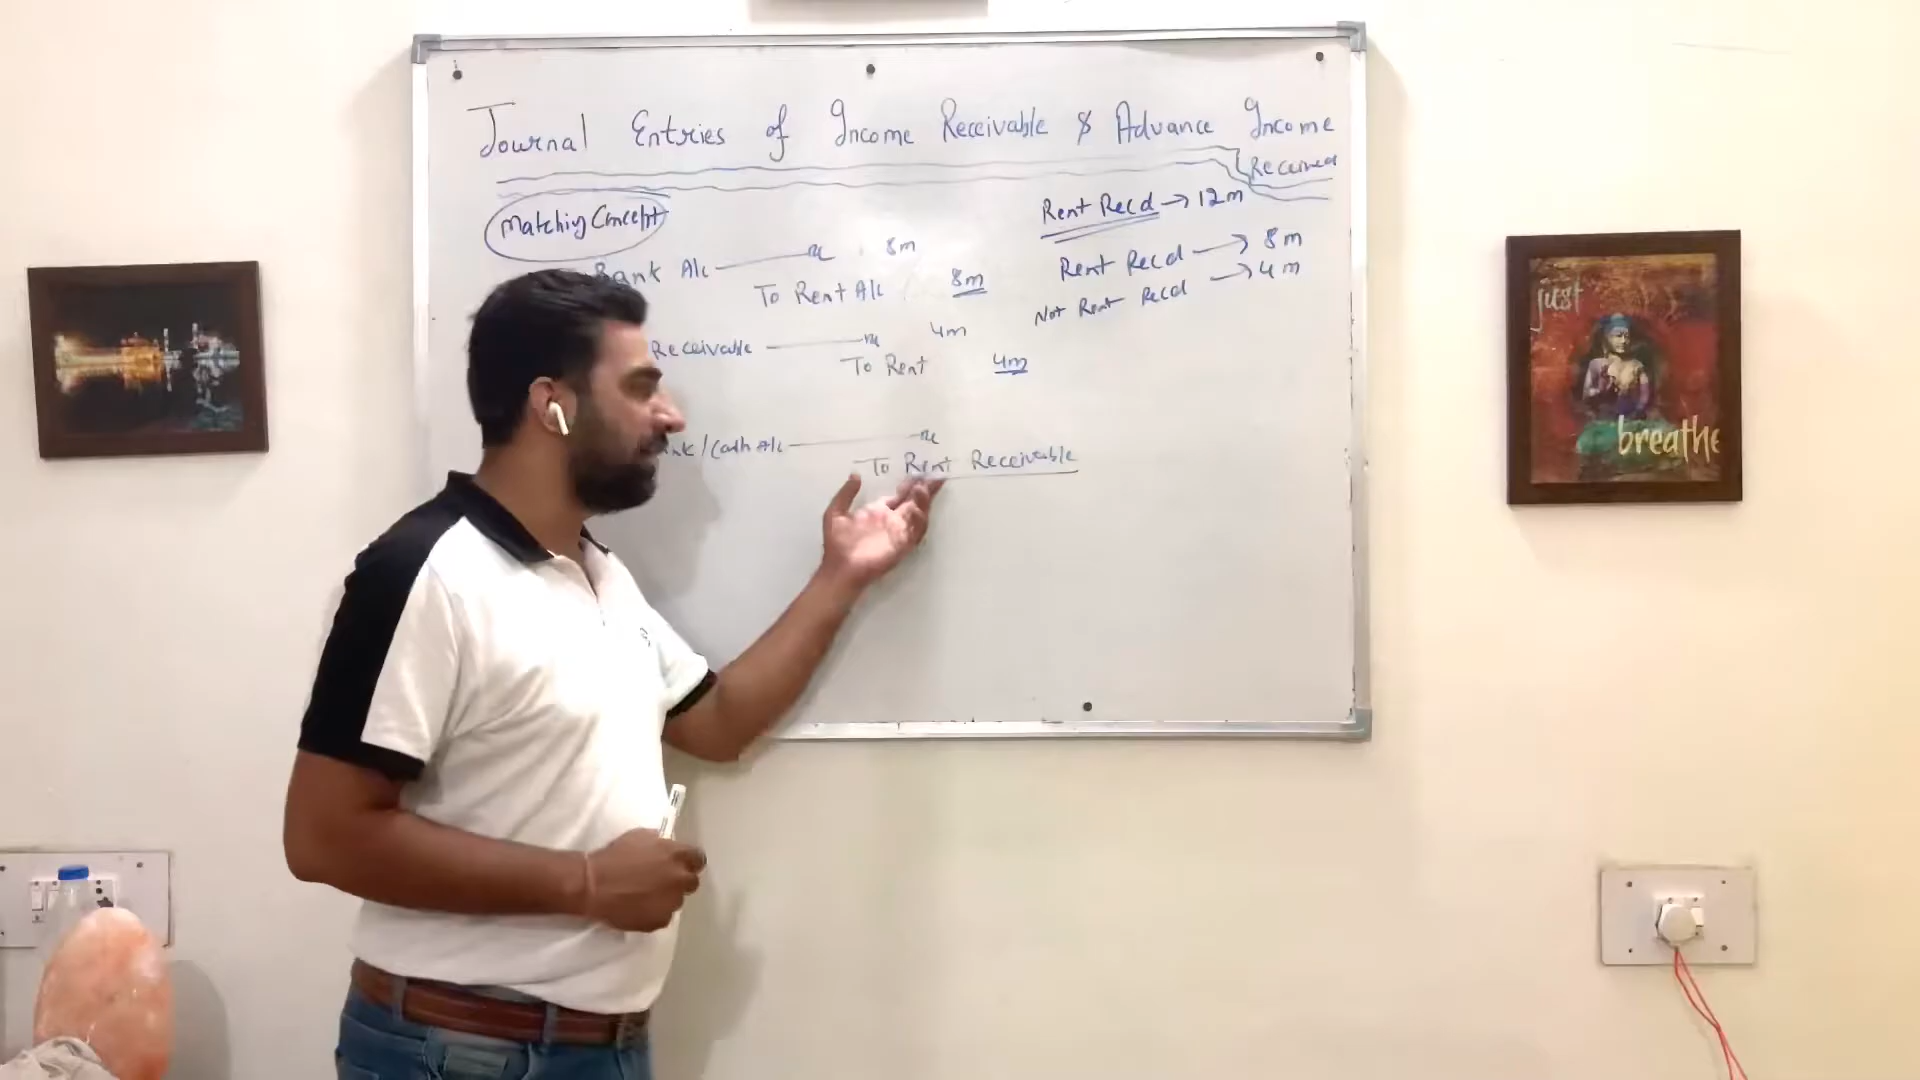 Journal Entries of Income Receivable & Advance Income
Received
Matching Concept
Bank A/c 8m
To Rent A/c 8m
Receivable 4m
To Rent 4m
/Cash A/c
To Rent Receivable
Rent Recd → 12m
Rent Recd → 8m
Not Rent Recd → 4m
just
breathe